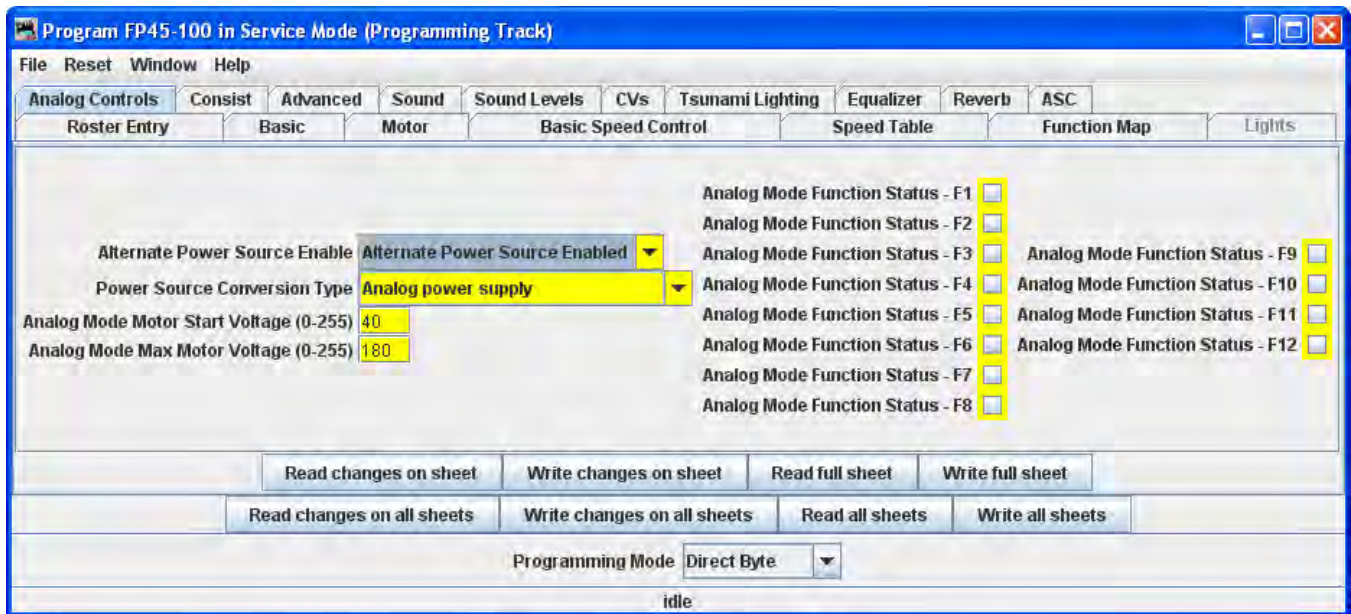 Program FP45-100 in Service Mode (Programming Track)
File Reset Window Help
Analog Controls Consist Advanced Sound Sound Levels CVs Tsunami Lighting Equalizer Reverb ASC
Roster Entry Basic Motor Basic Speed Control Speed Table Function Map Lights
Alternate Power Source Enable Alternate Power Source Enabled
Power Source Conversion Type Analog power supply
Analog Mode Motor Start Voltage (0-255) 40
Analog Mode Max Motor Voltage (0-255) 180
Analog Mode Function Status - F1
Analog Mode Function Status - F2
Analog Mode Function Status - F3
Analog Mode Function Status - F4
Analog Mode Function Status - F5
Analog Mode Function Status - F6
Analog Mode Function Status - F7
Analog Mode Function Status - F8
Analog Mode Function Status - F9
Analog Mode Function Status - F10
Analog Mode Function Status - F11
Analog Mode Function Status - F12
Read changes on sheet Write changes on sheet Read full sheet Write full sheet
Read changes on all sheets Write changes on all sheets Read all sheets Write all sheets
Programming Mode Direct Byte
idle